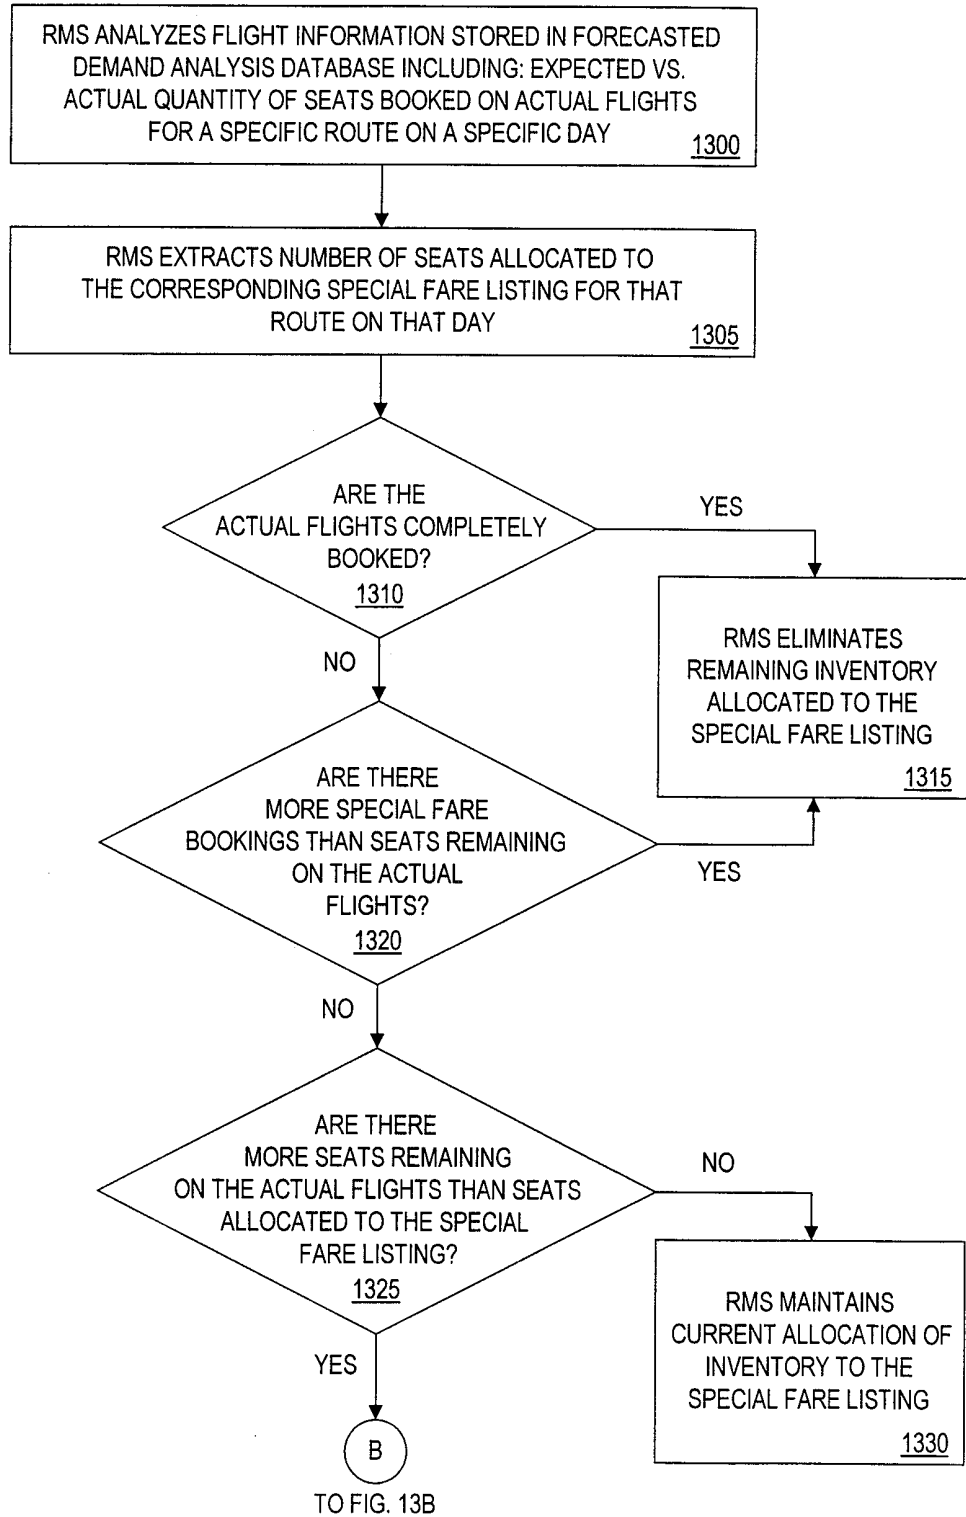 RMS ANALYZES FLIGHT INFORMATION STORED IN FORECASTED
DEMAND ANALYSIS DATABASE INCLUDING: EXPECTED VS.
ACTUAL QUANTITY OF SEATS BOOKED ON ACTUAL FLIGHTS
FOR A SPECIFIC ROUTE ON A SPECIFIC DAY
1300
RMS EXTRACTS NUMBER OF SEATS ALLOCATED TO
THE CORRESPONDING SPECIAL FARE LISTING FOR THAT
ROUTE ON THAT DAY
1305
ARE THE
ACTUAL FLIGHTS COMPLETELY
BOOKED?
1310
YES
NO
RMS ELIMINATES
REMAINING INVENTORY
ALLOCATED TO THE
SPECIAL FARE LISTING
1315
ARE THERE
MORE SPECIAL FARE
BOOKINGS THAN SEATS REMAINING
ON THE ACTUAL
FLIGHTS?
1320
YES
NO
ARE THERE
MORE SEATS REMAINING
ON THE ACTUAL FLIGHTS THAN SEATS
ALLOCATED TO THE SPECIAL
FARE LISTING?
1325
NO
YES
RMS MAINTAINS
CURRENT ALLOCATION OF
INVENTORY TO THE
SPECIAL FARE LISTING
1330
B
TO FIG. 13B